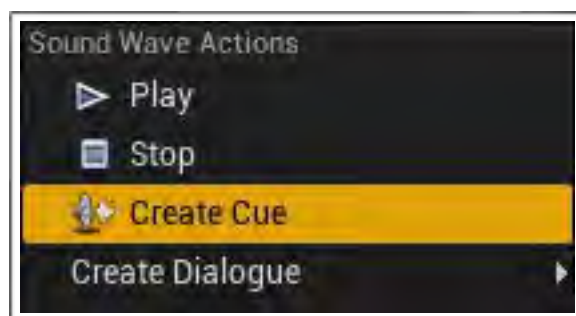 Sound Wave Actions
Play
Stop
Create Cue
Create Dialogue